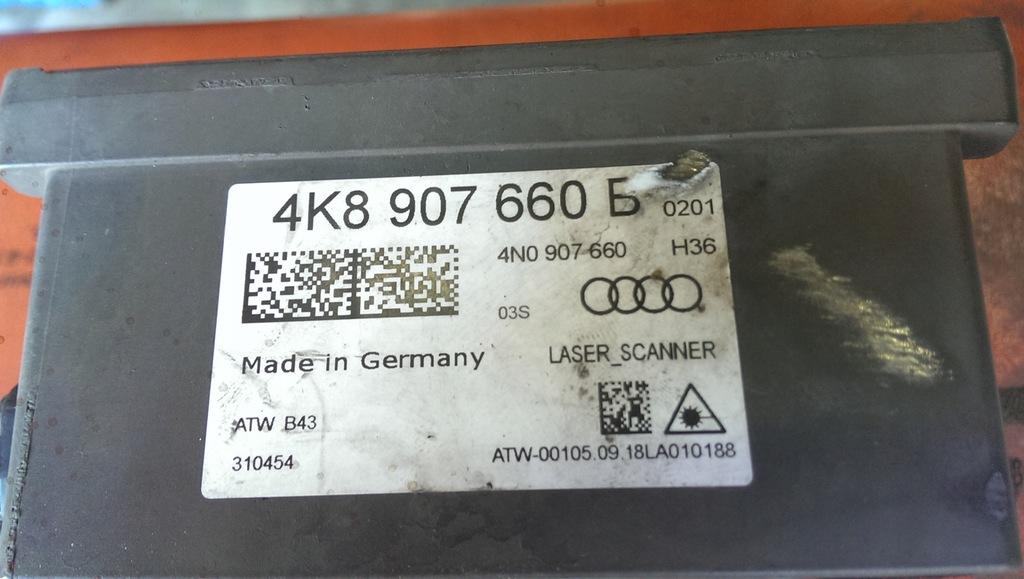 4K8 907 660 B 0201
4N0 907 660 H36
03S
Made in Germany
LASER_SCANNER
ATW B43
310454
ATW-00105.09.18LA010188